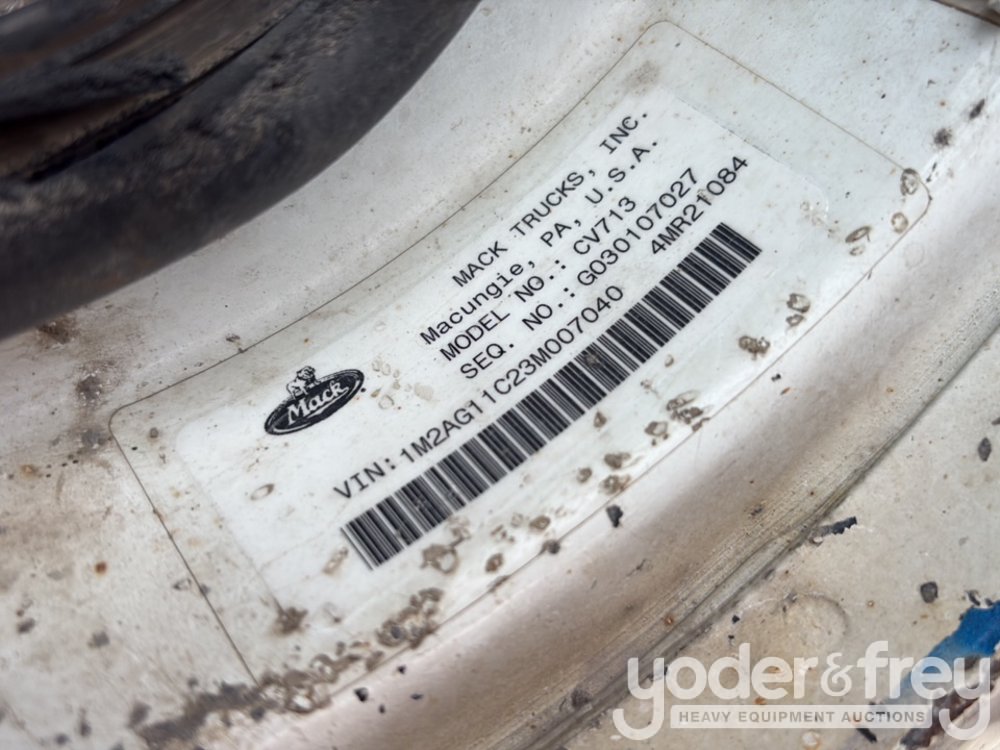 MACK TRUCKS, INC.
Macungie, PA, U.S.A.
MODEL NO.: CV713
SEQ. NO.: G030107027
4MR21084
Mack
VIN:1M2AG11C23M007040
yoder&frey
HEAVY EQUIPMENT AUCTIONS